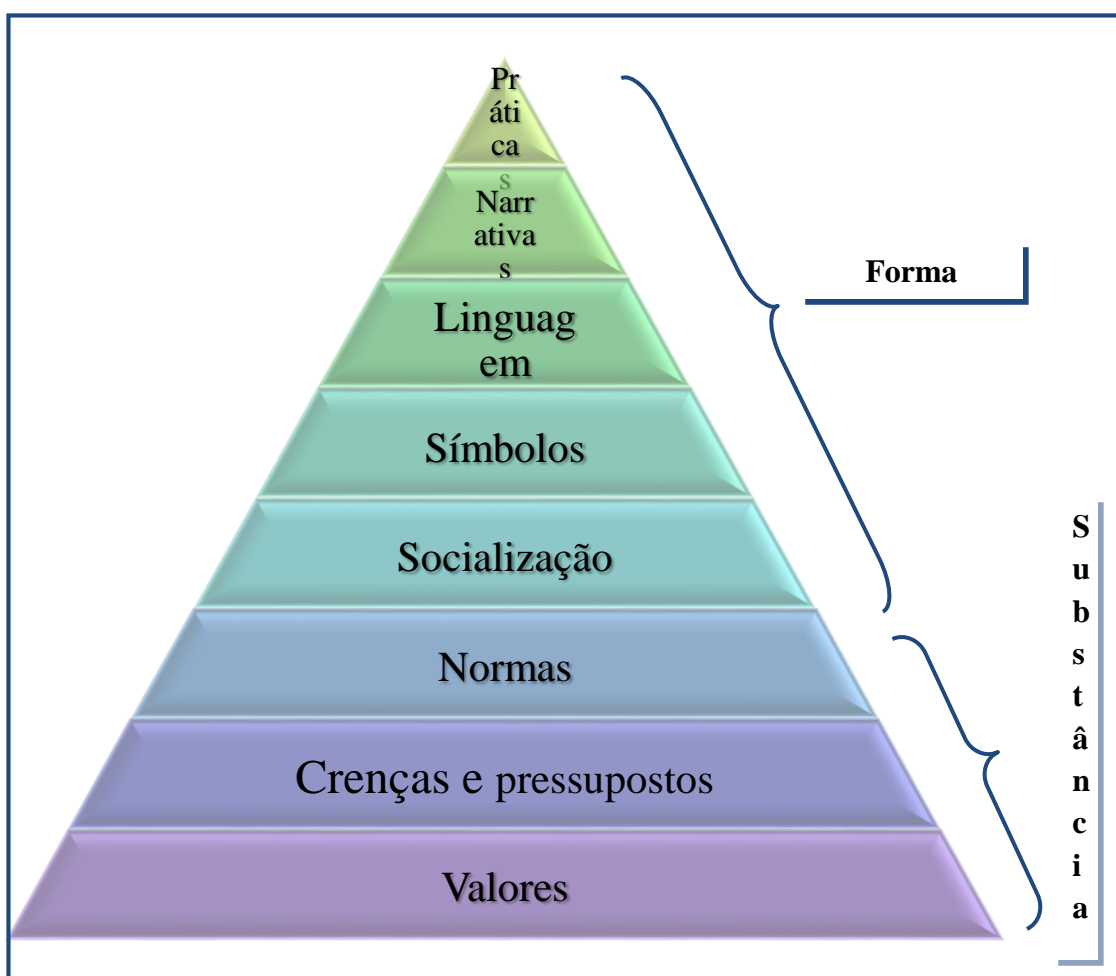 Pr
áti
ca
s
Narr
ativa
s
Linguag
em
Símbolos
Socialização
Normas
Crenças e pressupostos
Valores
Forma
S
u
b
s
t
â
n
c
i
a